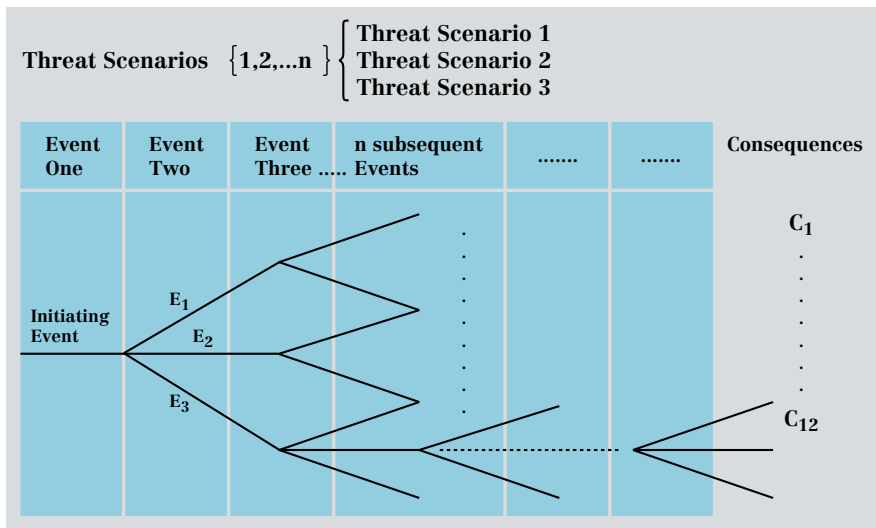 Threat Scenarios {1,2,...n } { Threat Scenario 1
Threat Scenario 2
Threat Scenario 3
Event One
Event Two
Event Three .....
n subsequent Events
.......
.......
Consequences
C1
Initiating Event
E1
E2
E3
C12